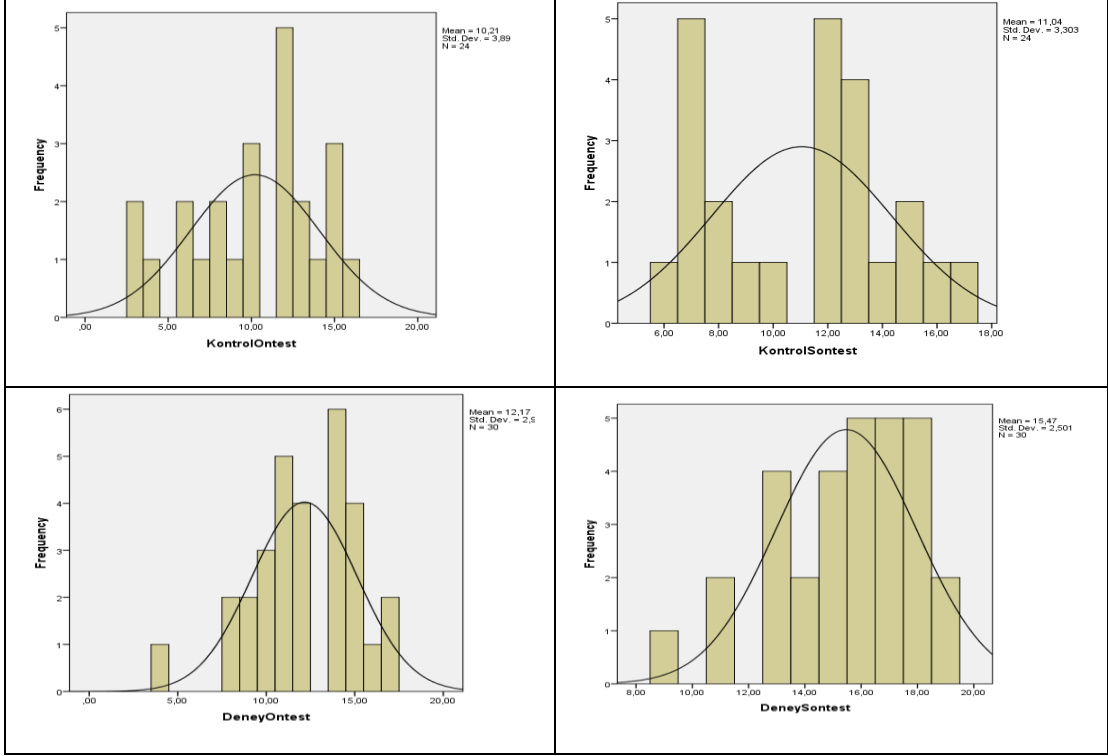 Mean = 10,21
Std. Dev. = 3,89
N = 24
5
4
3
2
1
0
Frequency
,00
5,00
10,00
15,00
20,00
KontrolOntest
Mean = 11,04
Std. Dev. = 3,303
N = 24
5
4
3
2
1
0
Frequency
6,00
8,00
10,00
12,00
14,00
16,00
18,00
KontrolSontest
Mean = 12,17
Std. Dev. = 2,9
N = 30
6
5
4
3
2
1
0
Frequency
,00
5,00
10,00
15,00
20,00
DeneyOntest
Mean = 15,47
Std. Dev. = 2,501
N = 30
5
4
3
2
1
0
Frequency
8,00
10,00
12,00
14,00
16,00
18,00
20,00
DeneySontest